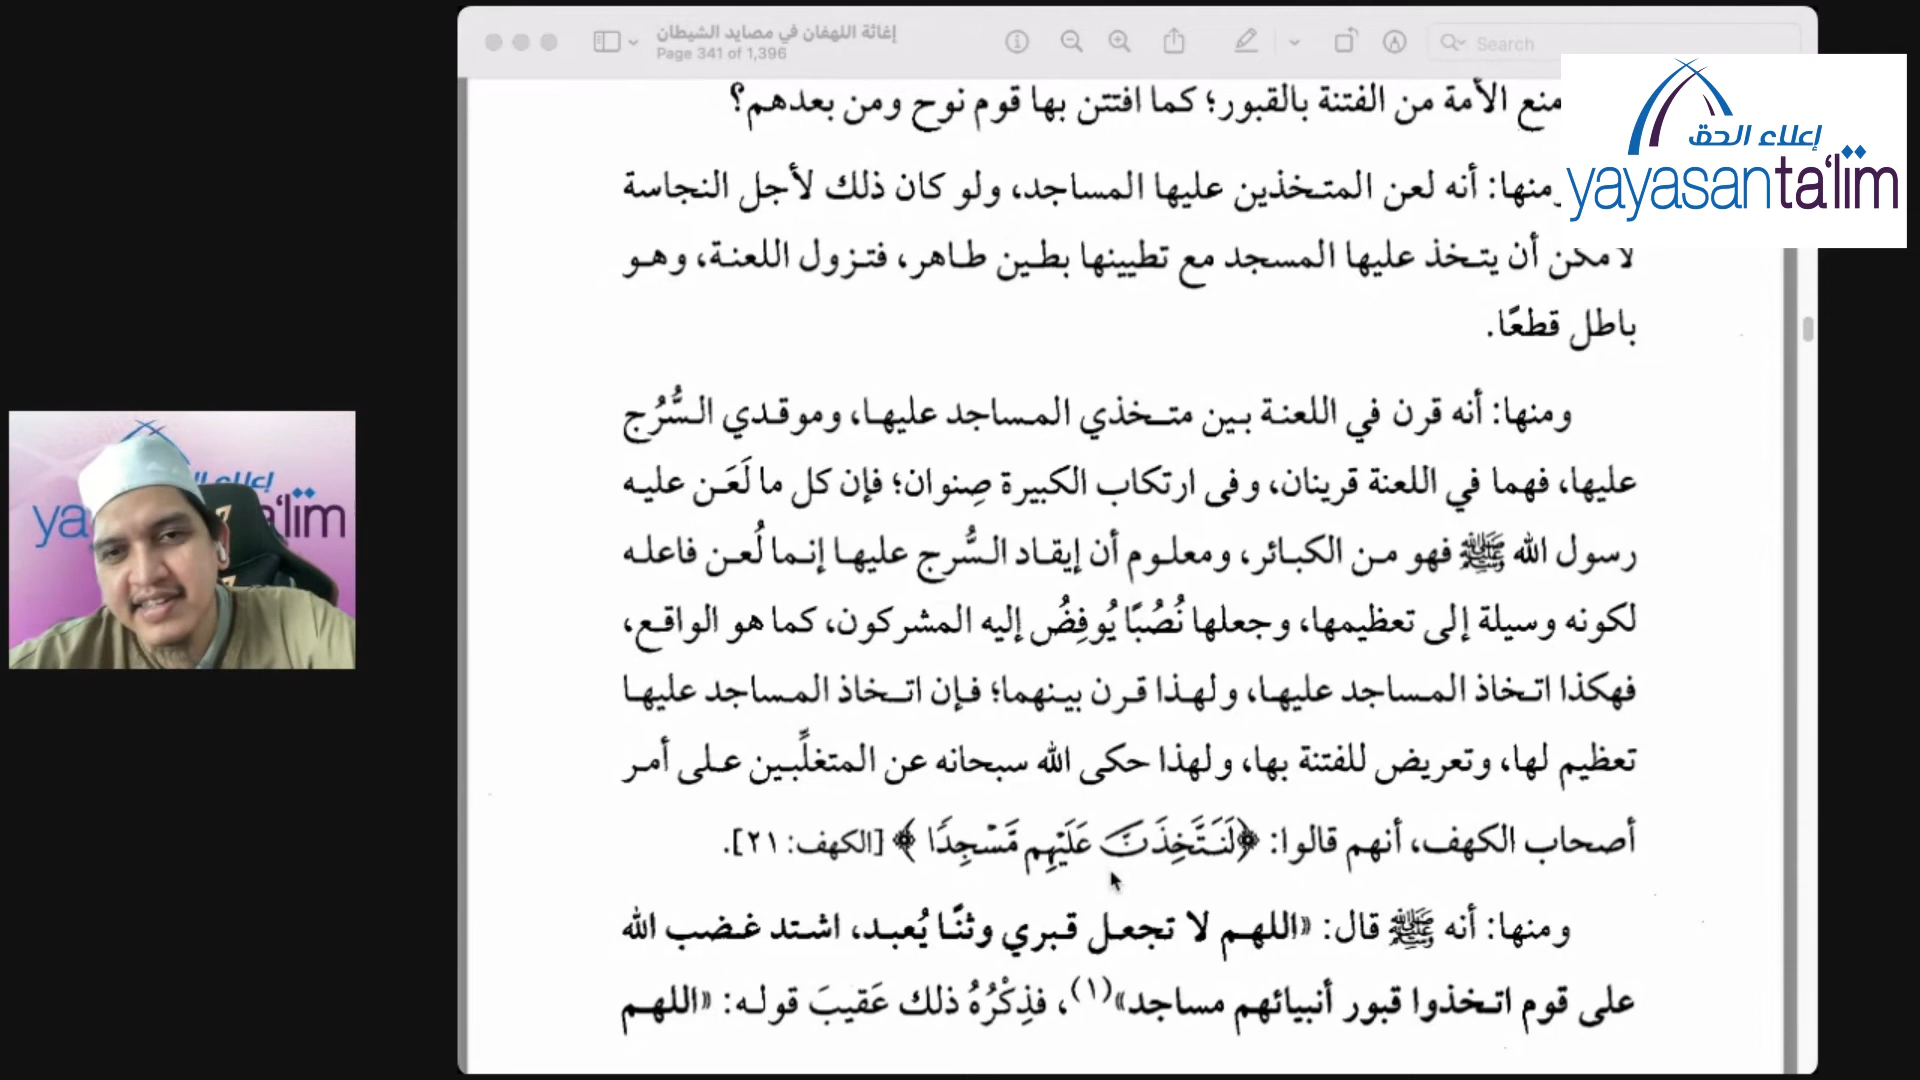 إغاثة اللهفان في مصايد الشيطان
Page 341 of 1,396
Search
إعلاء الحق
yayasanta'lim
منع الأمة من الفتنة بالقبور؛ كما افتتن بها قوم نوح ومن بعدهم؟
ومنها: أنه لعن المتخذين عليها المساجد، ولو كان ذلك لأجل النجاسة
لأمكن أن يتخذ عليها المسجد مع تطيينها بطين طاهر، فتزول اللعنة، وهو
باطل قطعًا.
ومنها: أنه قرن في اللعنة بين متخذي المساجد عليها، وموقدي السُّرُج
عليها، فهما في اللعنة قرينان، وفى ارتكاب الكبيرة صِنوان؛ فإن كل ما لَعَن عليه
رسول الله ﷺ فهو من الكبائر، ومعلوم أن إيقاد السُّرج عليها إنما لُعن فاعله
لكونه وسيلة إلى تعظيمها، وجعلها نُصُبًا يُوفِضُ إليه المشركون، كما هو الواقع،
فهكذا اتخاذ المساجد عليها، ولهذا قرن بينهما؛ فإن اتخاذ المساجد عليها
تعظيم لها، وتعريض للفتنة بها، ولهذا حكى الله سبحانه عن المتغلِّبين على أمر
أصحاب الكهف، أنهم قالوا: ﴿لَنَتَّخِذَنَّ عَلَيْهِم مَّسْجِدًا﴾ [الكهف: ٢١].
ومنها: أنه ﷺ قال: «اللهم لا تجعل قبري وثنًا يُعبد، اشتد غضب الله
على قوم اتخذوا قبور أنبيائهم مساجد»(١)، فذِكْرُهُ ذلك عَقيبَ قوله: «اللهم
إعلاء
ya a'lim